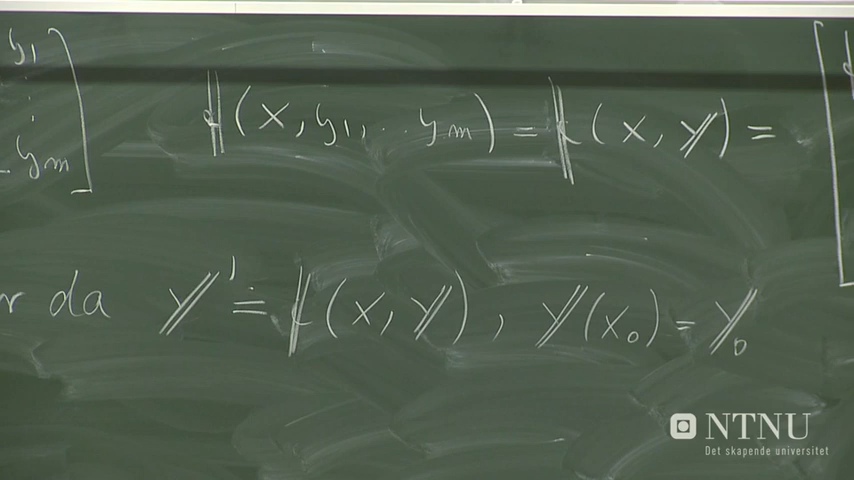 y₁
⋮
yₘ
𝕗(x, y₁, .. yₘ) = 𝕗(x, 𝕐) =
da 𝕐' = 𝕗(x, 𝕐), 𝕐(x₀) = 𝕐₀
NTNU
Det skapende universitet